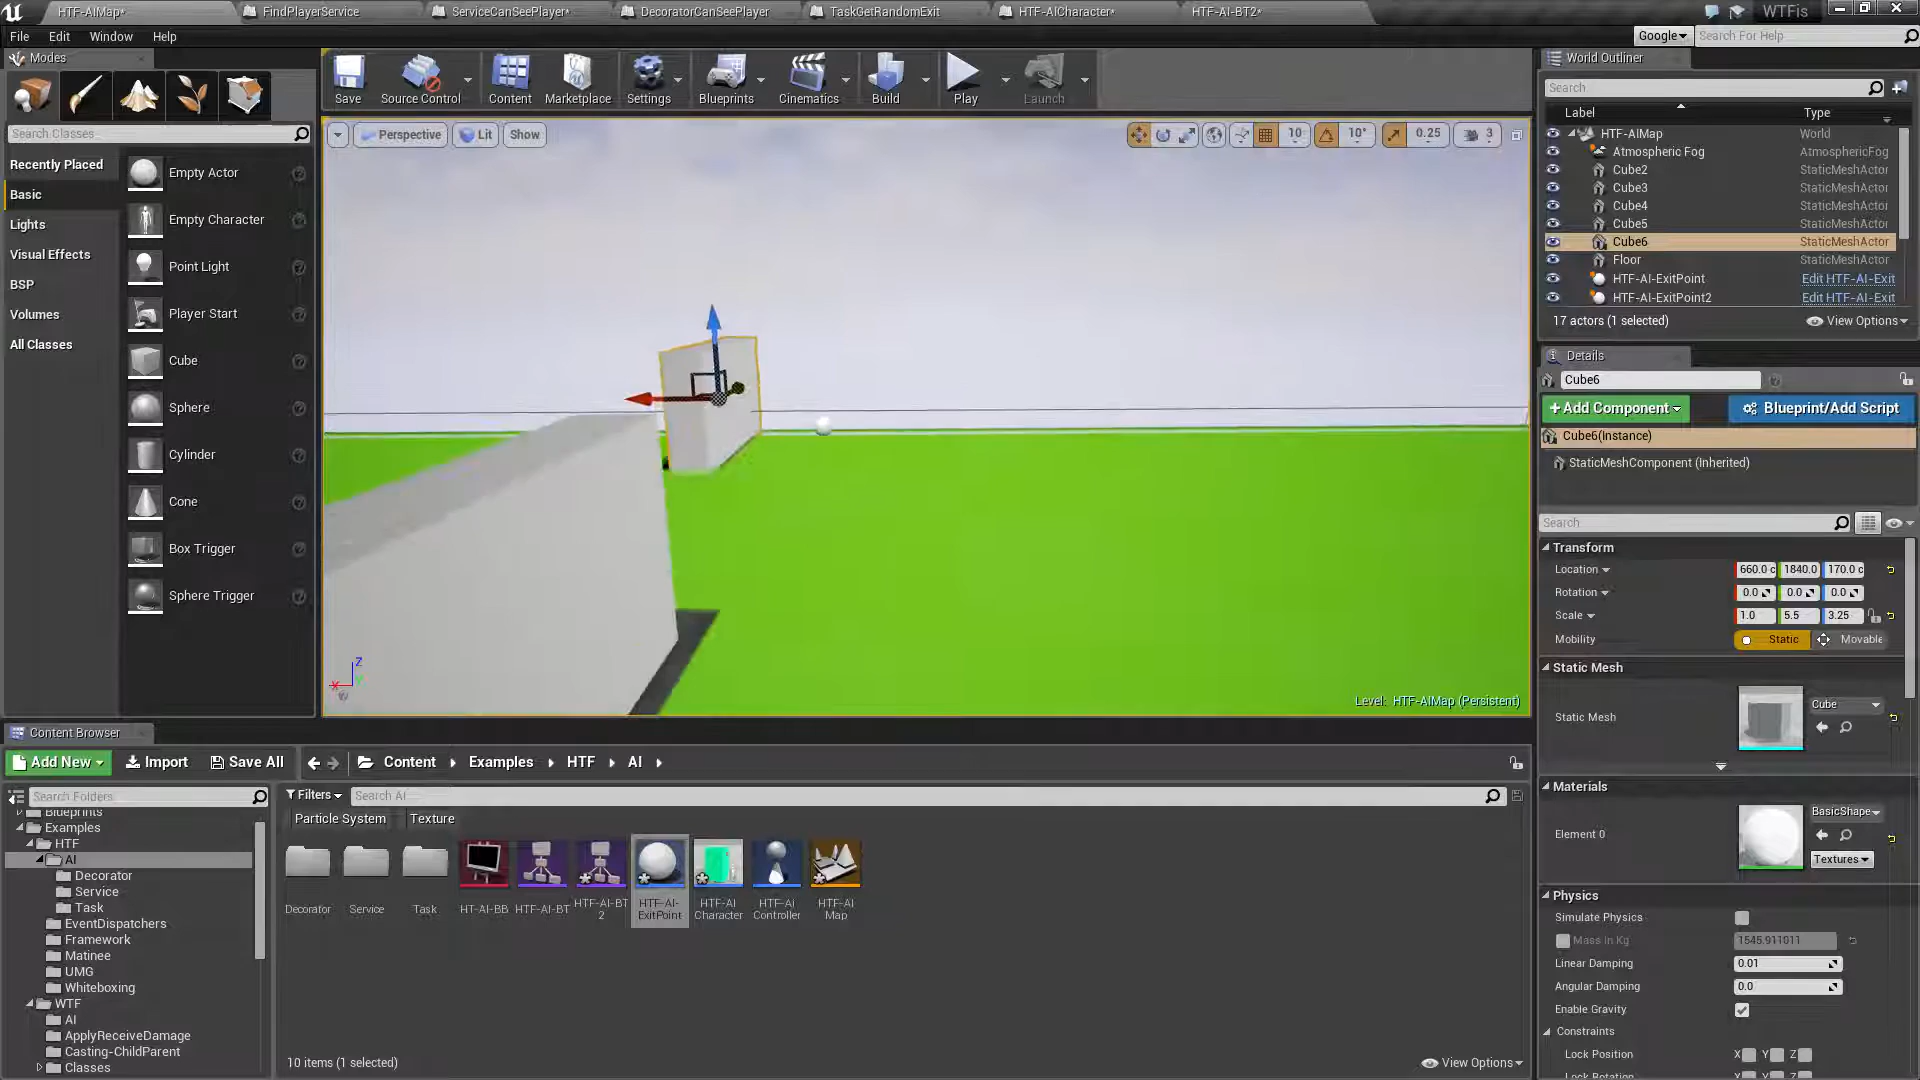 HTF-AIMap*
FindPlayerService
ServiceCanSeePlayer*
DecoratorCanSeePlayer
TaskGetRandomExit
HTF-AICharacter*
HTF-AI-BT2*
WTFis
File
Edit
Window
Help
Google
Search For Help
Modes
Search Classes
Recently Placed
Basic
Lights
Visual Effects
BSP
Volumes
All Classes
Empty Actor
Empty Character
Point Light
Player Start
Cube
Sphere
Cylinder
Cone
Box Trigger
Sphere Trigger
Save
Source Control
Content
Marketplace
Settings
Blueprints
Cinematics
Build
Play
Launch
Perspective
Lit
Show
10
10°
0.25
3
Z
X
Level: HTF-AIMap (Persistent)
World Outliner
Search
Label Type
HTF-AIMap World
Atmospheric Fog AtmosphericFog
Cube2 StaticMeshActor
Cube3 StaticMeshActor
Cube4 StaticMeshActor
Cube5 StaticMeshActor
Cube6 StaticMeshActor
Floor StaticMeshActor
HTF-AI-ExitPoint Edit HTF-AI-Exit
HTF-AI-ExitPoint2 Edit HTF-AI-Exit
17 actors (1 selected)
View Options
Details
Cube6
+Add Component
Blueprint/Add Script
Cube6(Instance)
StaticMeshComponent (Inherited)
Search
Transform
Location 660.0 c 1840.0 170.0 c
Rotation 0.0 0.0 0.0
Scale 1.0 5.5 3.25
Mobility Static Movable
Static Mesh
Static Mesh Cube
Materials
Element 0 BasicShape
Textures
Physics
Simulate Physics
Mass in Kg 1545.911011
Linear Damping 0.01
Angular Damping 0.0
Enable Gravity
Constraints
Lock Position X Y Z
Lock Rotation X Y Z
Content Browser
Add New
Import
Save All
Content
Examples
HTF
AI
Search Folders
Filters
Search AI
Particle System
Texture
Blueprints
Examples
HTF
AI
Decorator
Service
Task
EventDispatchers
Framework
Matinee
UMG
Whiteboxing
WTF
AI
ApplyReceiveDamage
Casting-ChildParent
Classes
Decorator
Service
Task
HT-AI-BB
HTF-AI-BT
HTF-AI-BT
2
HTF-AI-
ExitPoint
HTF-AI
Character
HTF-Ai
Controller
HTF-AI
Map
10 items (1 selected)
View Options